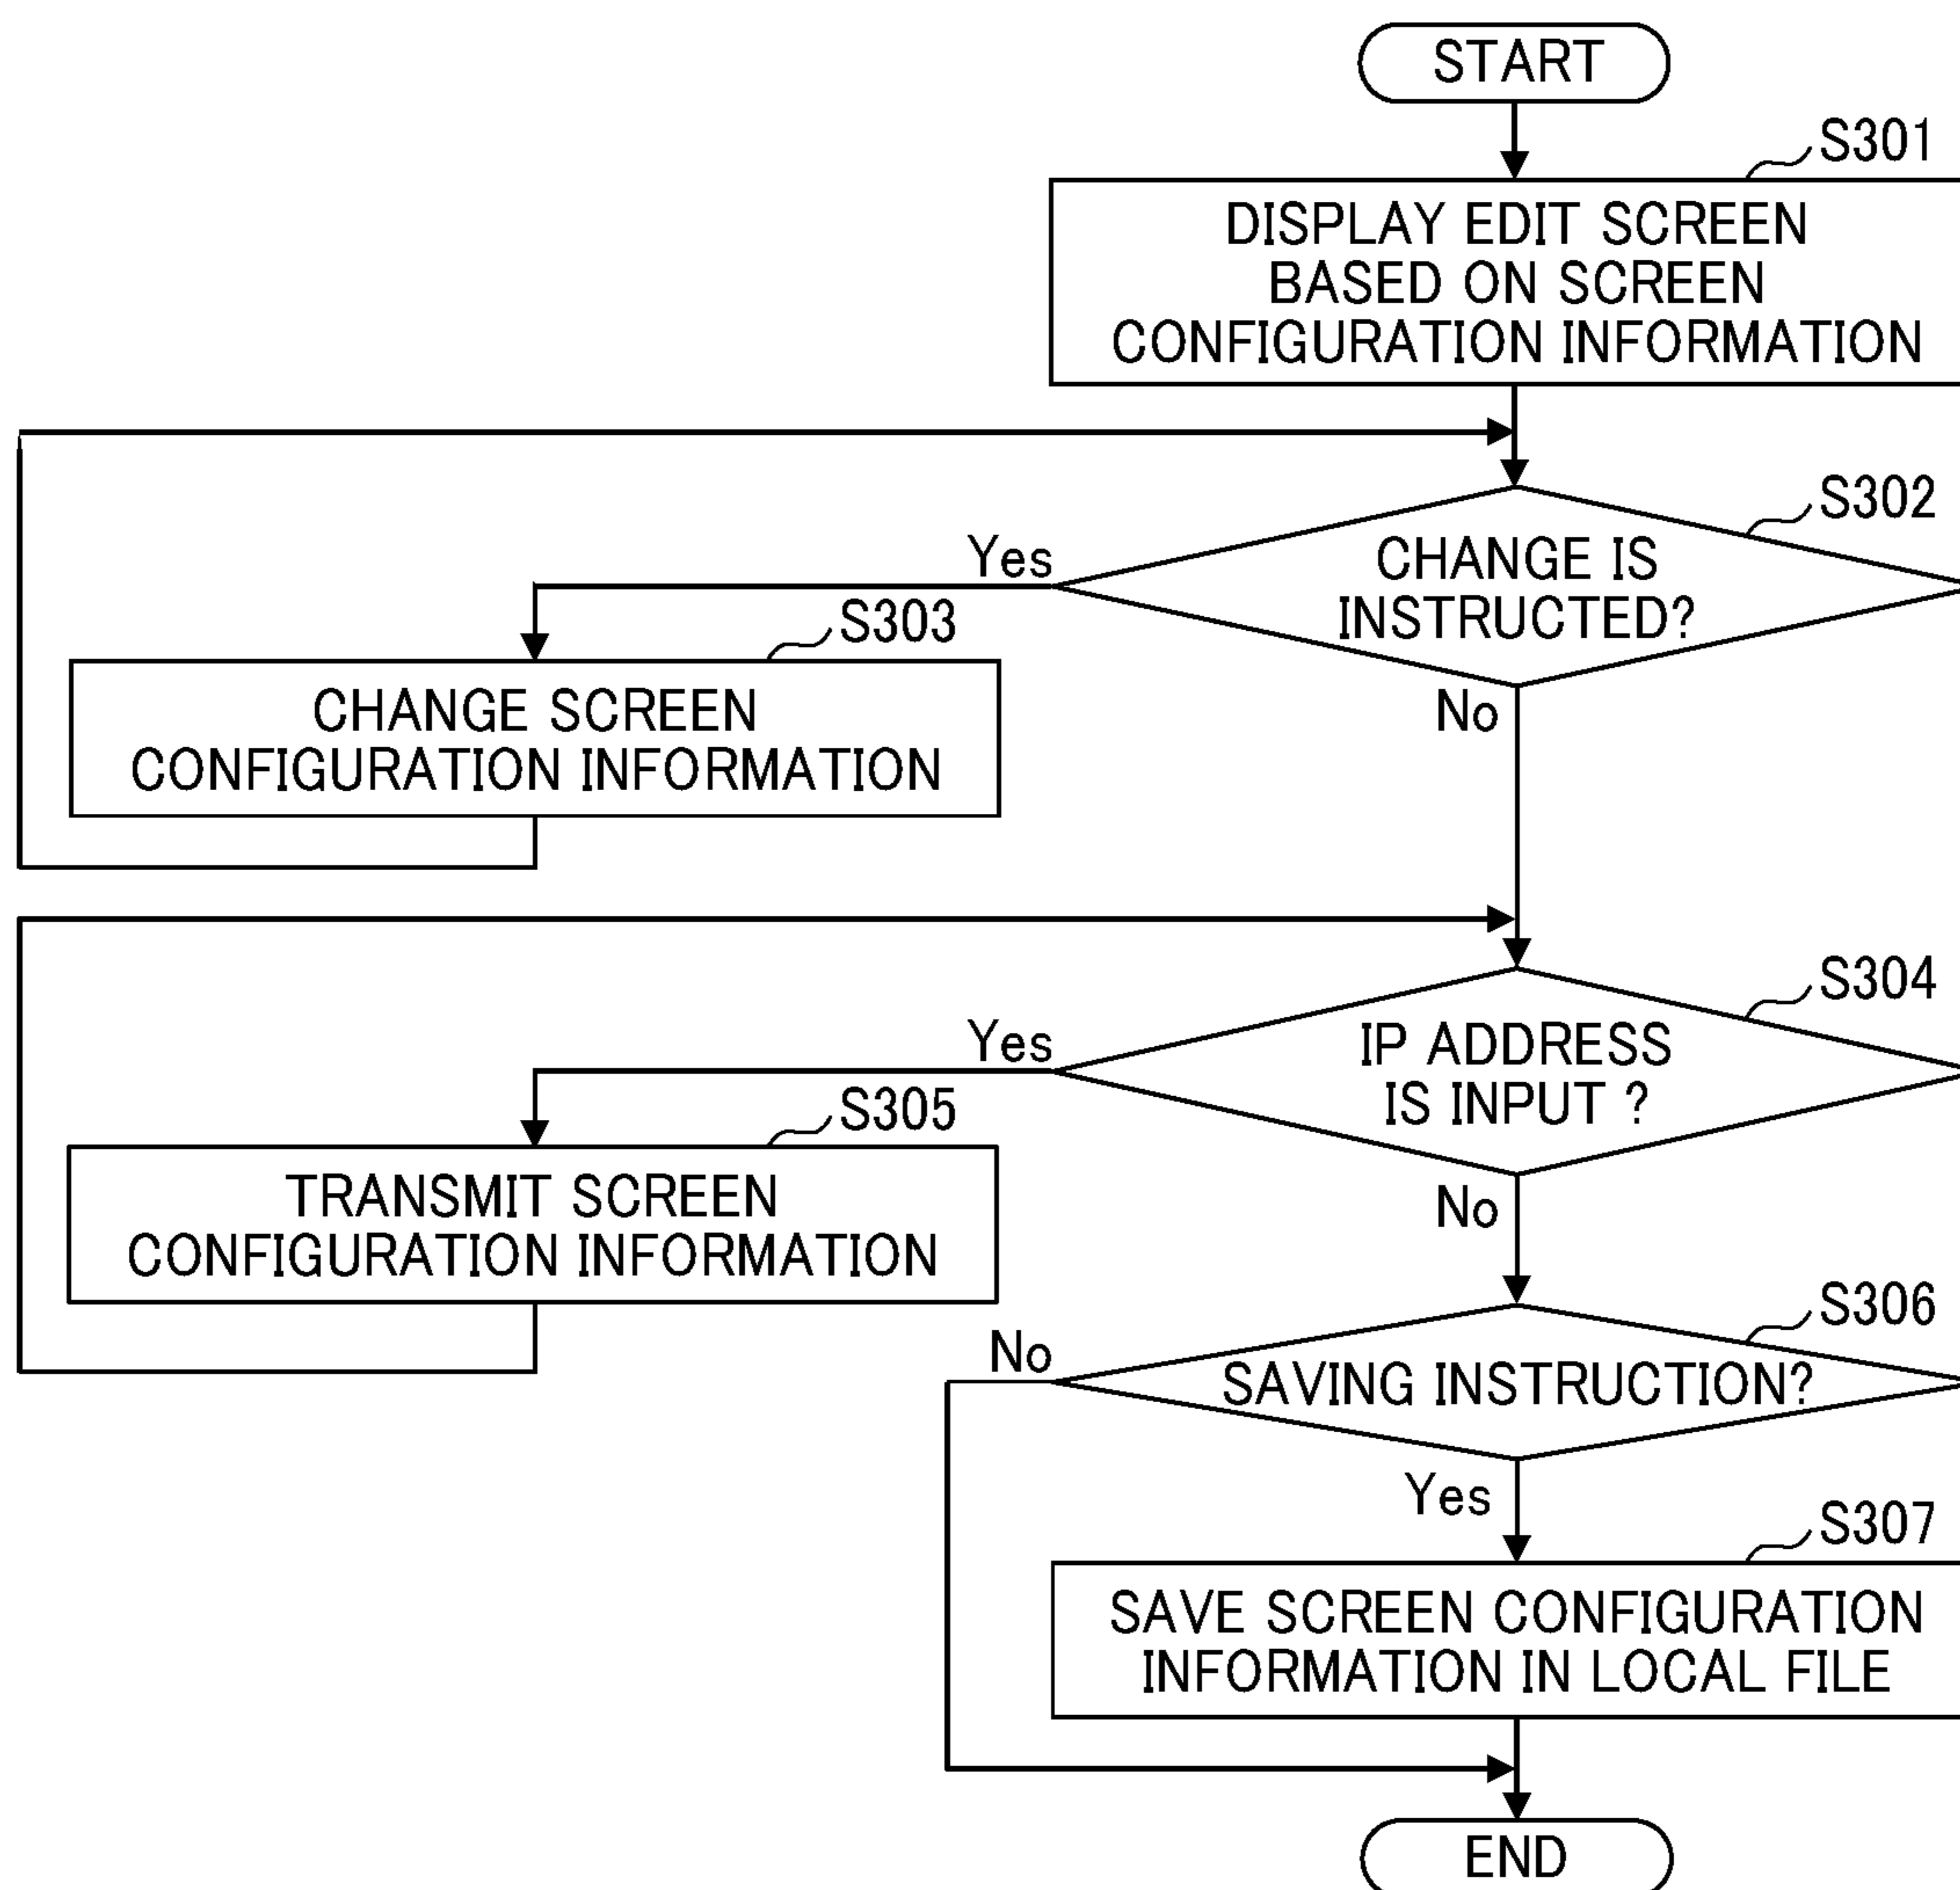 START
S301
DISPLAY EDIT SCREEN
BASED ON SCREEN
CONFIGURATION INFORMATION
S302
CHANGE IS
INSTRUCTED?
Yes
No
S303
CHANGE SCREEN
CONFIGURATION INFORMATION
S304
IP ADDRESS
IS INPUT ?
Yes
No
S305
TRANSMIT SCREEN
CONFIGURATION INFORMATION
S306
SAVING INSTRUCTION?
No
Yes
S307
SAVE SCREEN CONFIGURATION
INFORMATION IN LOCAL FILE
END